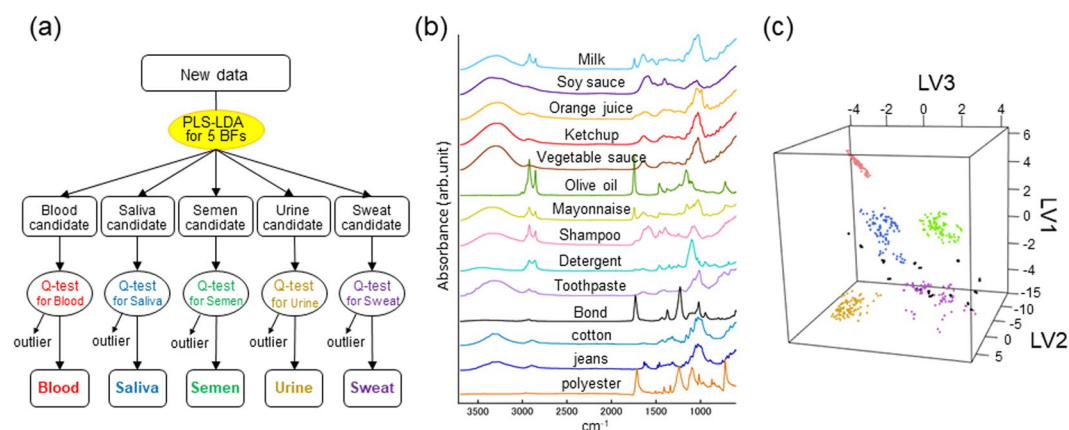 (a)
New data
PLS-LDA
for 5 BFs
Blood
candidate
Saliva
candidate
Semen
candidate
Urine
candidate
Sweat
candidate
Q-test
for Blood
Q-test
for Saliva
Q-test
for Semen
Q-test
for Urine
Q-test
for Sweat
outlier
outlier
outlier
outlier
outlier
Blood
Saliva
Semen
Urine
Sweat
(b)
Absorbance (arb.unit)
Milk
Soy sauce
Orange juice
Ketchup
Vegetable sauce
Olive oil
Mayonnaise
Shampoo
Detergent
Toothpaste
Bond
cotton
jeans
polyester
3500 3000 2500 2000 1500 1000
cm⁻¹
(c)
LV3
-4 -2 0 2 4
6
4
2
0
-2
-4
LV1
-15
-10
-5
0
5
LV2